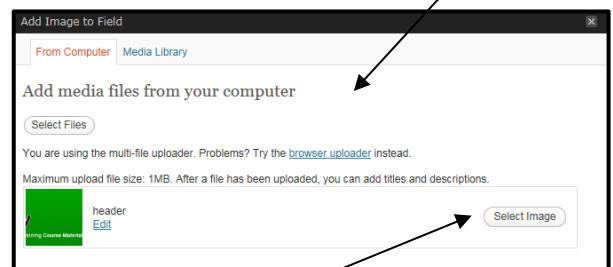 Add Image to Field
From Computer Media Library
Add media files from your computer
Select Files
You are using the multi-file uploader. Problems? Try the browser uploader instead.
Maximum upload file size: 1MB. After a file has been uploaded, you can add titles and descriptions.
header
Edit
Select Image
Course